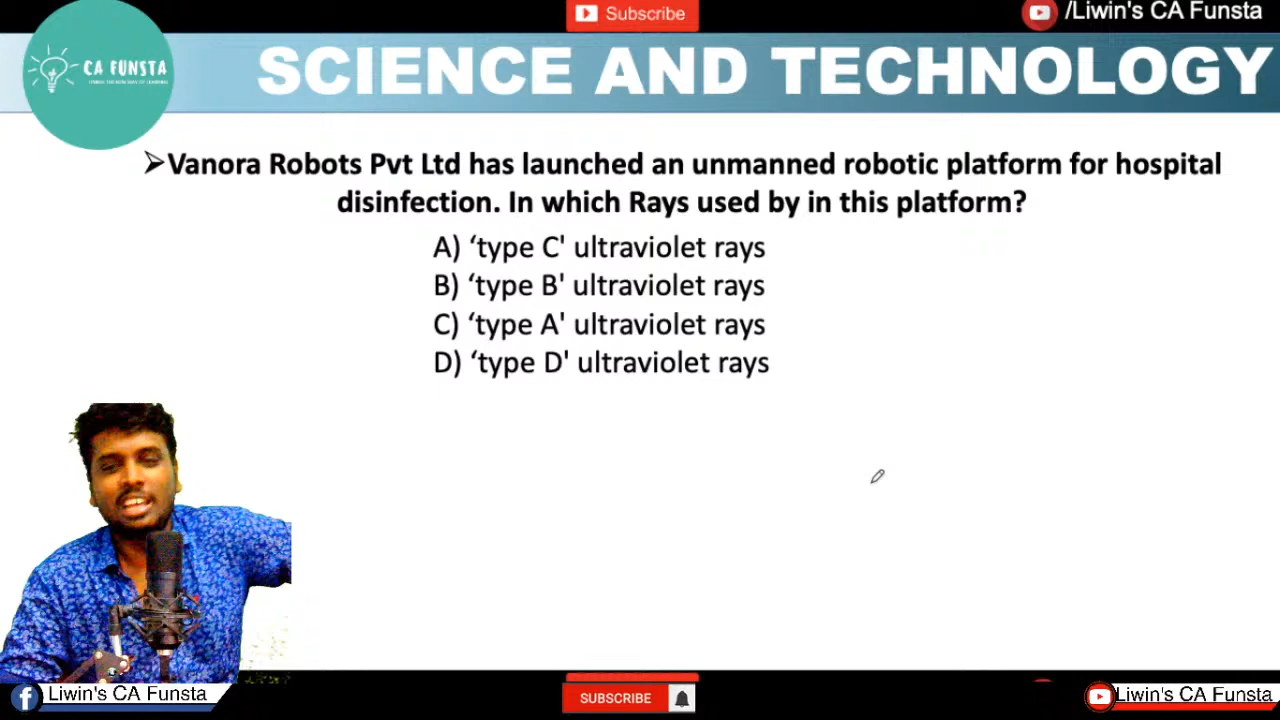 Subscribe
/Liwin's CA Funsta
CA FUNSTA
SCIENCE AND TECHNOLOGY
➢Vanora Robots Pvt Ltd has launched an unmanned robotic platform for hospital
disinfection. In which Rays used by in this platform?
A) ‘type C' ultraviolet rays
B) ‘type B' ultraviolet rays
C) ‘type A' ultraviolet rays
D) ‘type D' ultraviolet rays
Liwin's CA Funsta
SUBSCRIBE
Liwin's CA Funsta